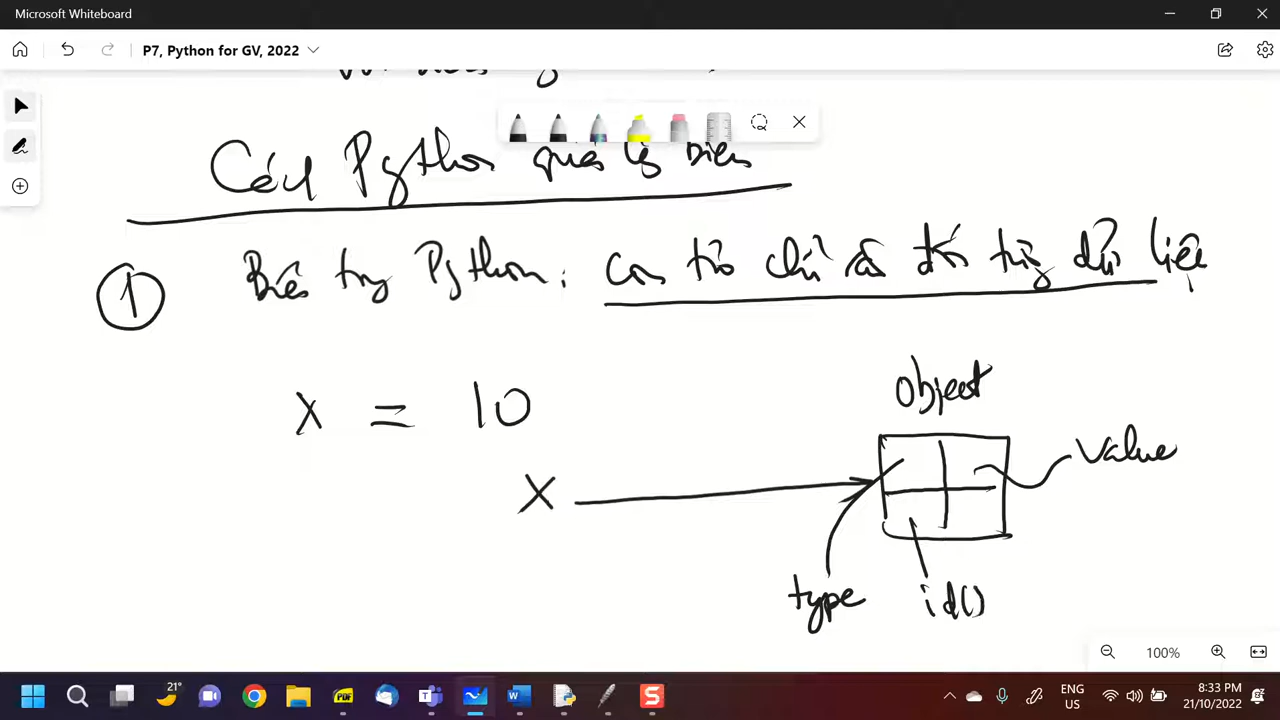 Microsoft Whiteboard
P7, Python for GV, 2022
Cách Python quản lý biến
① Biến trong Python: con trỏ chỉ đến đối tượng dữ liệu
x = 10
object
value
x
type
id()
100%
21°
ENG
US
8:33 PM
21/10/2022